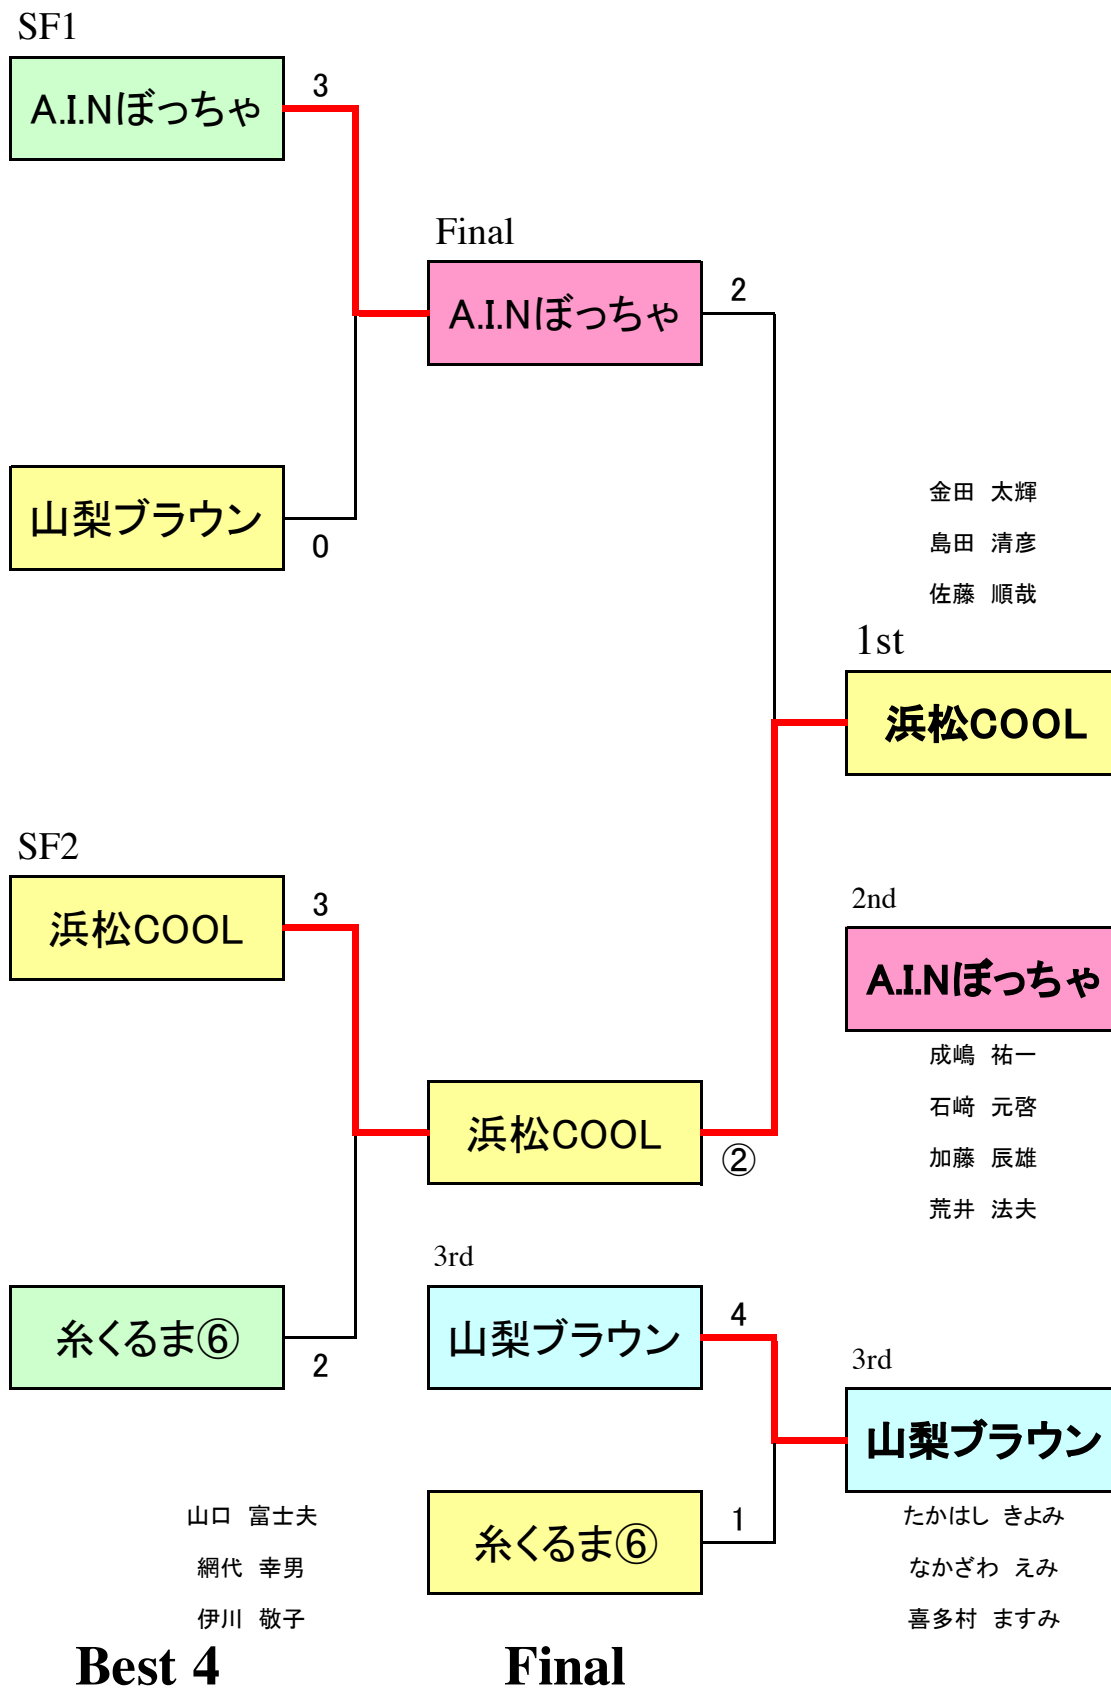 SF1
A.I.Nぼっちゃ
3
Final
A.I.Nぼっちゃ
2
山梨ブラウン
0
金田 太輝
島田 清彦
佐藤 順哉
1st
浜松COOL
SF2
浜松COOL
3
2nd
A.I.Nぼっちゃ
成嶋 祐一
石﨑 元啓
加藤 辰雄
荒井 法夫
浜松COOL
②
3rd
山梨ブラウン
4
糸くるま⑥
2
3rd
山梨ブラウン
糸くるま⑥
1
山口 富士夫
網代 幸男
伊川 敬子
たかはし きよみ
なかざわ えみ
喜多村 ますみ
Best 4
Final